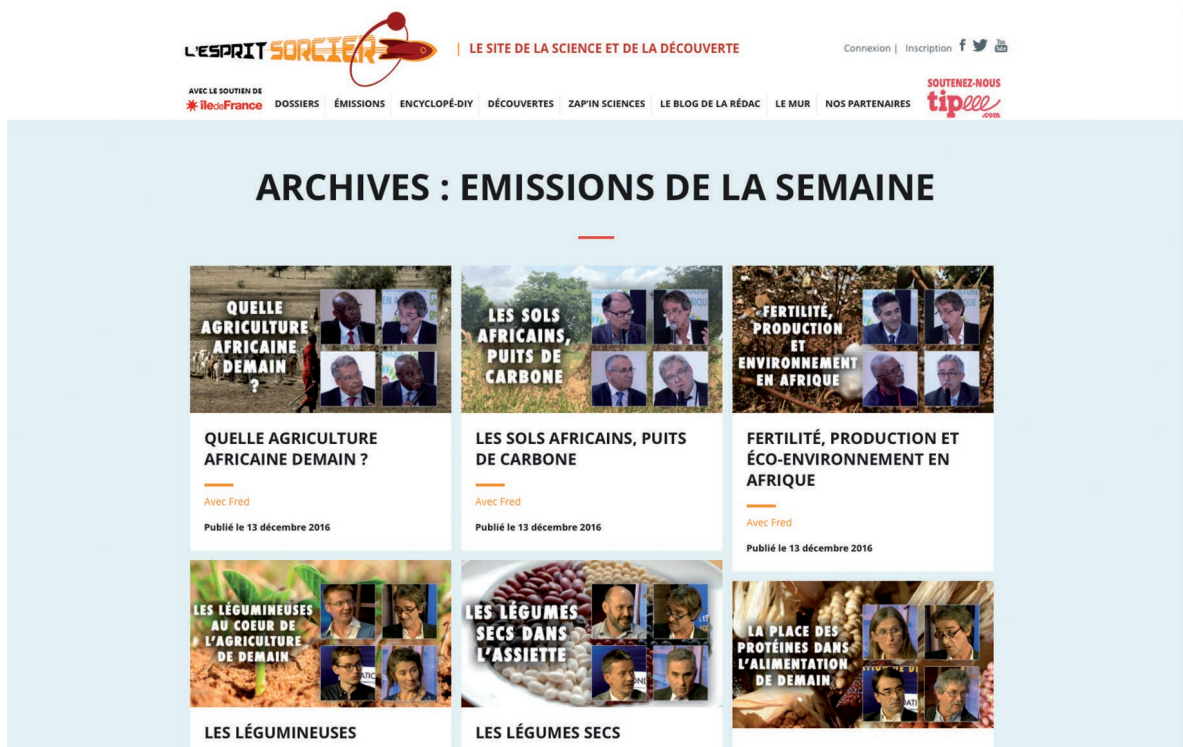 L'ESPRIT SORCIER
| LE SITE DE LA SCIENCE ET DE LA DÉCOUVERTE
Connexion | Inscription
You Tube
AVEC LE SOUTIEN DE
îledeFrance
DOSSIERS ÉMISSIONS ENCYCLOPÉ-DIY DÉCOUVERTES ZAP'IN SCIENCES LE BLOG DE LA RÉDAC LE MUR NOS PARTENAIRES
SOUTENEZ-NOUS
tipeee
.com
ARCHIVES : EMISSIONS DE LA SEMAINE
QUELLE
AGRICULTURE
AFRICAINE
DEMAIN
?
QUELLE AGRICULTURE
AFRICAINE DEMAIN ?
Avec Fred
Publié le 13 décembre 2016
LES SOLS
AFRICAINS,
PUITS DE
CARBONE
LES SOLS AFRICAINS, PUITS
DE CARBONE
Avec Fred
Publié le 13 décembre 2016
FERTILITÉ,
PRODUCTION
ET
ENVIRONNEMENT
EN AFRIQUE
FERTILITÉ, PRODUCTION ET
ÉCO-ENVIRONNEMENT EN
AFRIQUE
Avec Fred
Publié le 13 décembre 2016
LES LÉGUMINEUSES
AU COEUR DE
L'AGRICULTURE
DE DEMAIN
LES LÉGUMINEUSES
LES LÉGUMES
SECS DANS
L'ASSIETTE
LES LÉGUMES SECS
LA PLACE DES
PROTÉINES DANS
L'ALIMENTATION
DE DEMAIN